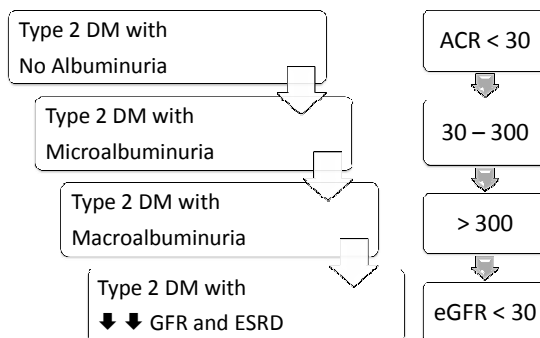 Type 2 DM with
No Albuminuria
ACR < 30
Type 2 DM with
Microalbuminuria
30 – 300
Type 2 DM with
Macroalbuminuria
> 300
Type 2 DM with
🡇 🡇 GFR and ESRD
eGFR < 30